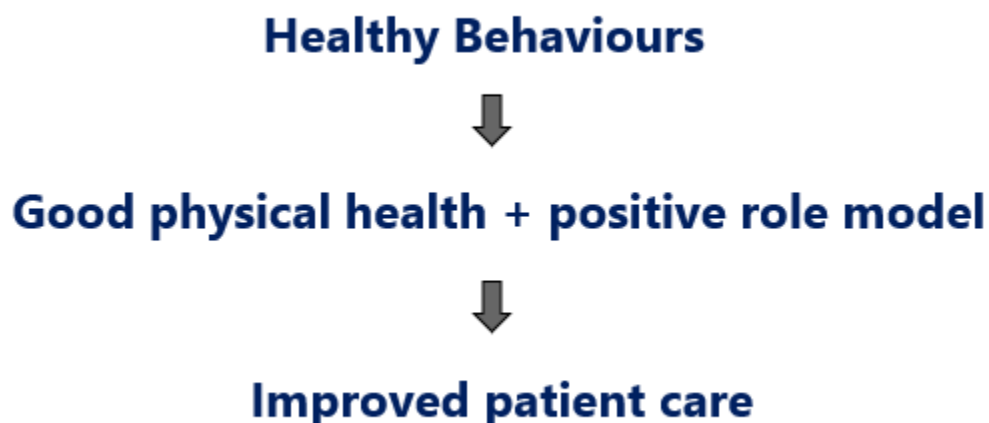 Healthy Behaviours
Good physical health + positive role model
Improved patient care